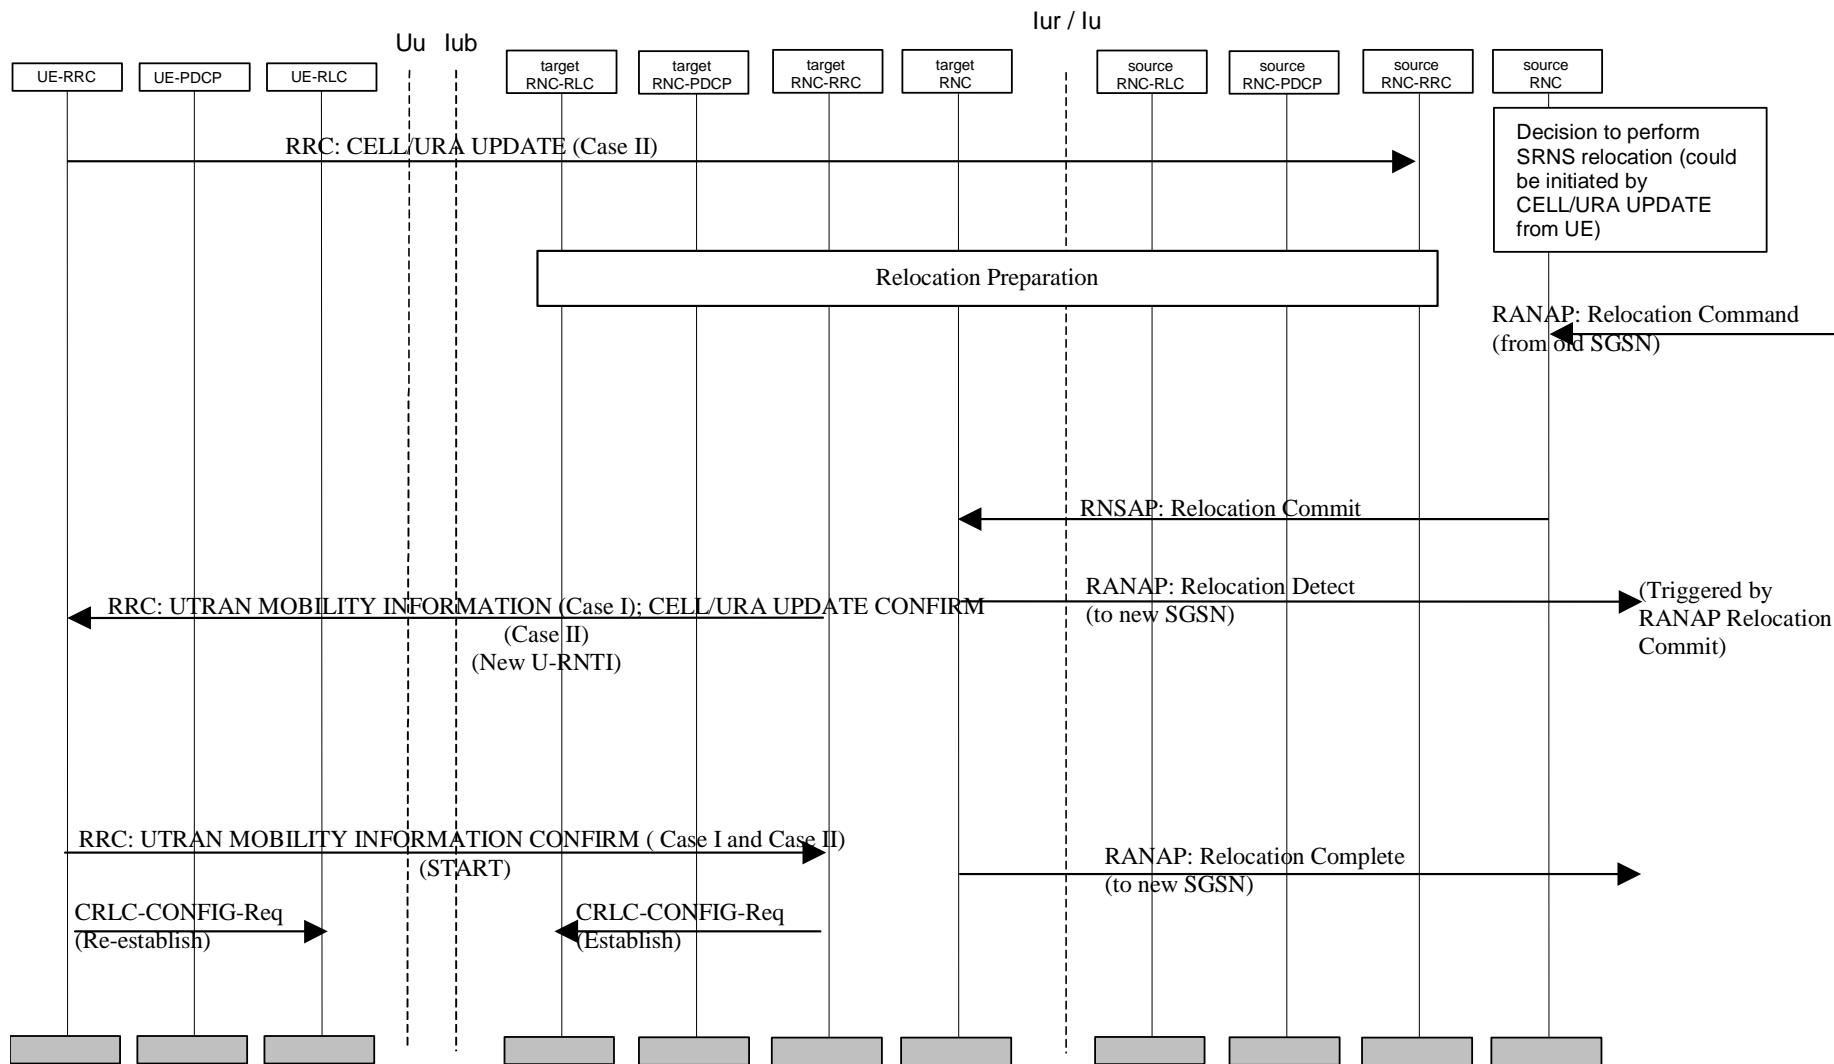 Iur / Iu
Uu Iub
UE-RRC
UE-PDCP
UE-RLC
target
RNC-RLC
target
RNC-PDCP
target
RNC-RRC
target
RNC
source
RNC-RLC
source
RNC-PDCP
source
RNC-RRC
source
RNC
RRC: CELL/URA UPDATE (Case II)
Decision to perform
SRNS relocation (could
be initiated by
CELL/URA UPDATE
from UE)
Relocation Preparation
RANAP: Relocation Command
(from old SGSN)
RNSAP: Relocation Commit
RANAP: Relocation Detect
(to new SGSN)
(Triggered by
RANAP Relocation
Commit)
RRC: UTRAN MOBILITY INFORMATION (Case I); CELL/URA UPDATE CONFIRM
(Case II)
(New U-RNTI)
RRC: UTRAN MOBILITY INFORMATION CONFIRM ( Case I and Case II)
(START)
RANAP: Relocation Complete
(to new SGSN)
CRLC-CONFIG-Req
(Re-establish)
CRLC-CONFIG-Req
(Establish)